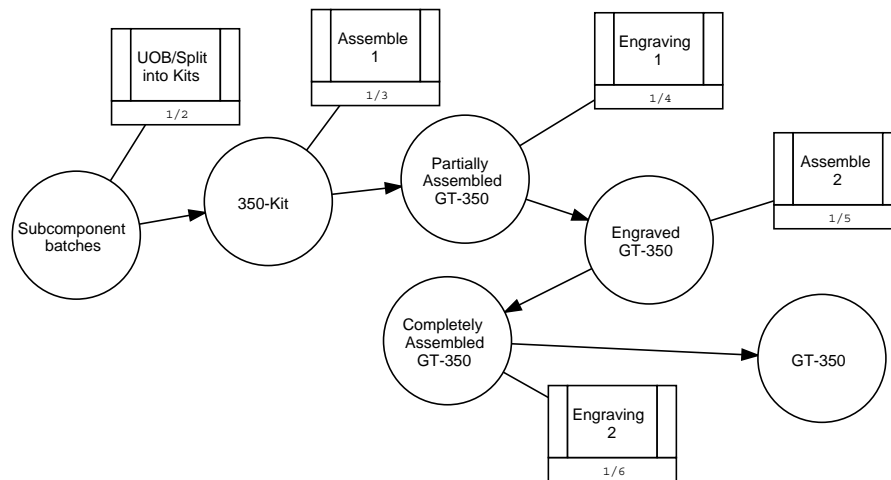 UOB/Split
into Kits
1/2
Assemble
1
1/3
Engraving
1
1/4
Assemble
2
1/5
Subcomponent
batches
350-Kit
Partially
Assembled
GT-350
Engraved
GT-350
Completely
Assembled
GT-350
GT-350
Engraving
2
1/6